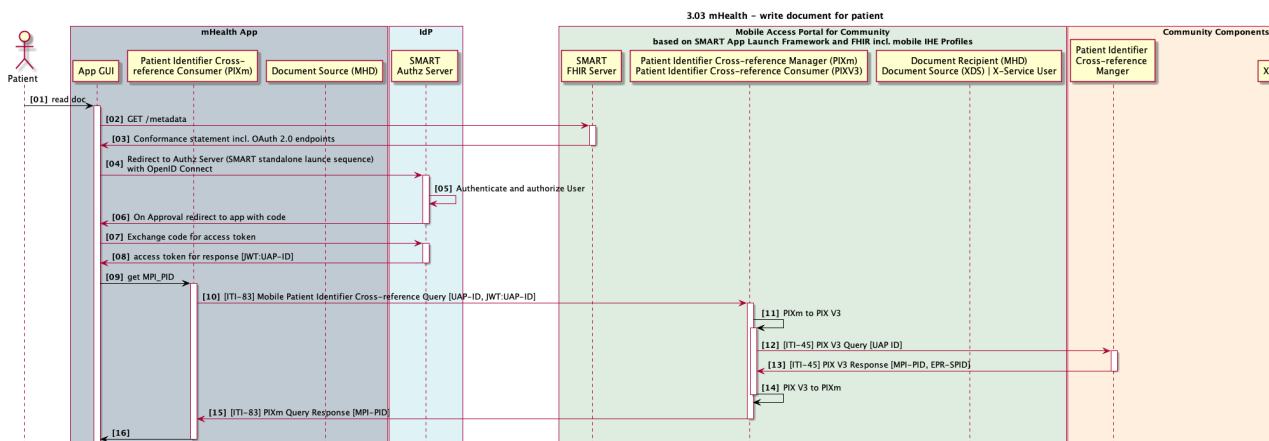 3.03 mHealth - write document for patient
mHealth App
IdP
Mobile Access Portal for Community
based on SMART App Launch Framework and FHIR incl. mobile IHE Profiles
Community Components
Patient
App GUI
Patient Identifier Cross-
reference Consumer (PIXm)
Document Source (MHD)
SMART
Authz Server
SMART
FHIR Server
Patient Identifier Cross-reference Manager (PIXm)
Patient Identifier Cross-reference Consumer (PIXV3)
Document Recipient (MHD)
Document Source (XDS) | X-Service User
Patient Identifier
Cross-reference
Manger
X
[01] read doc
[02] GET /metadata
[03] Conformance statement incl. OAuth 2.0 endpoints
[04] Redirect to Authz Server (SMART standalone launce sequence)
with OpenID Connect
[05] Authenticate and authorize User
[06] On Approval redirect to app with code
[07] Exchange code for access token
[08] access token for response [JWT:UAP-ID]
[09] get MPI_PID
[10] [ITI-83] Mobile Patient Identifier Cross-reference Query [UAP-ID, JWT:UAP-ID]
[11] PIXm to PIX V3
[12] [ITI-45] PIX V3 Query [UAP ID]
[13] [ITI-45] PIX V3 Response [MPI-PID, EPR-SPID]
[14] PIX V3 to PIXm
[15] [ITI-83] PIXm Query Response [MPI-PID]
[16]